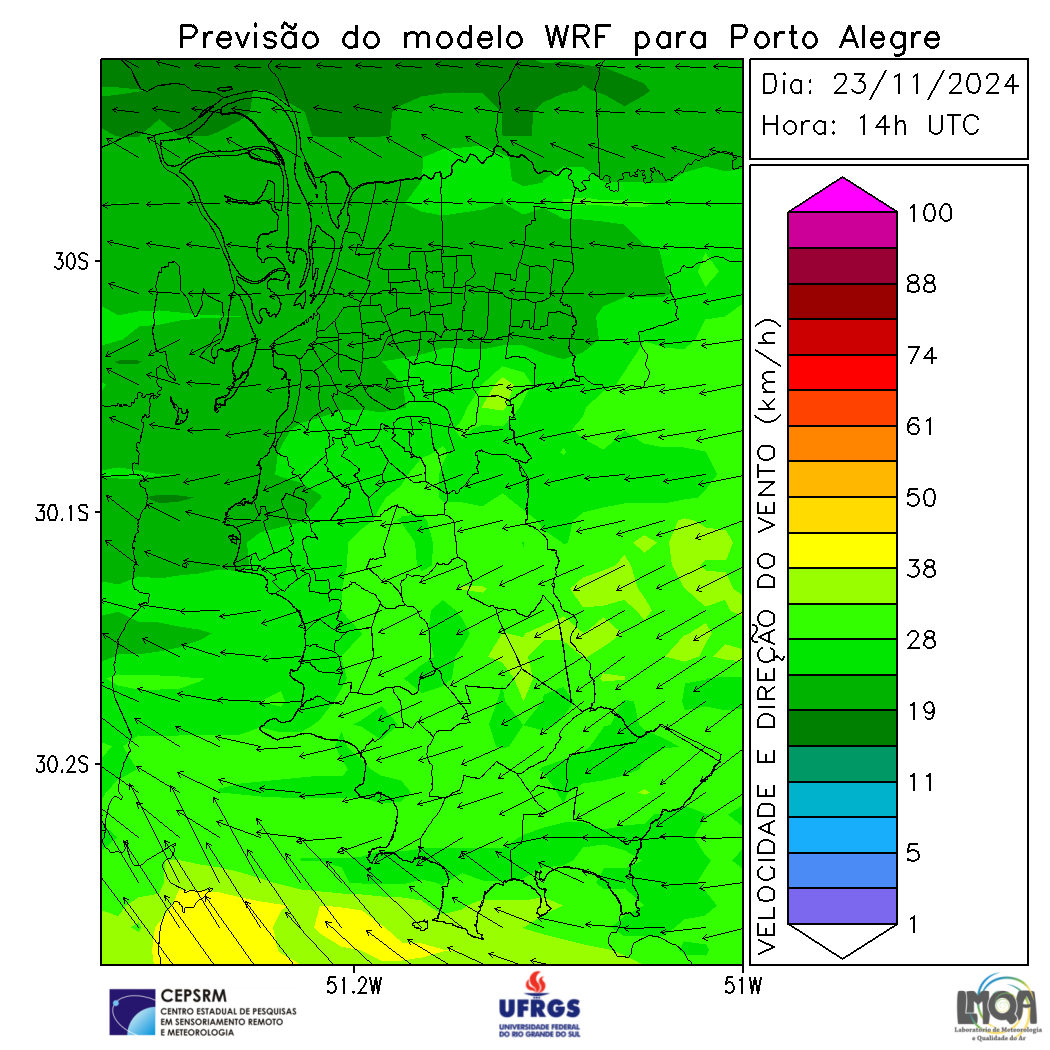 Previsão do modelo WRF para Porto Alegre
Dia: 23/11/2024
Hora: 14h UTC
30S
30.1S
30.2S
51.2W
51W
VELOCIDADE E DIREÇÃO DO VENTO (km/h)
100
88
74
61
50
38
28
19
11
5
1
CEPSRM
CENTRO ESTADUAL DE PESQUISAS
EM SENSORIAMENTO REMOTO
E METEOROLOGIA
UFRGS
UNIVERSIDADE FEDERAL
DO RIO GRANDE DO SUL
LMQA
Laboratório de Meteorologia
e Qualidade do Ar